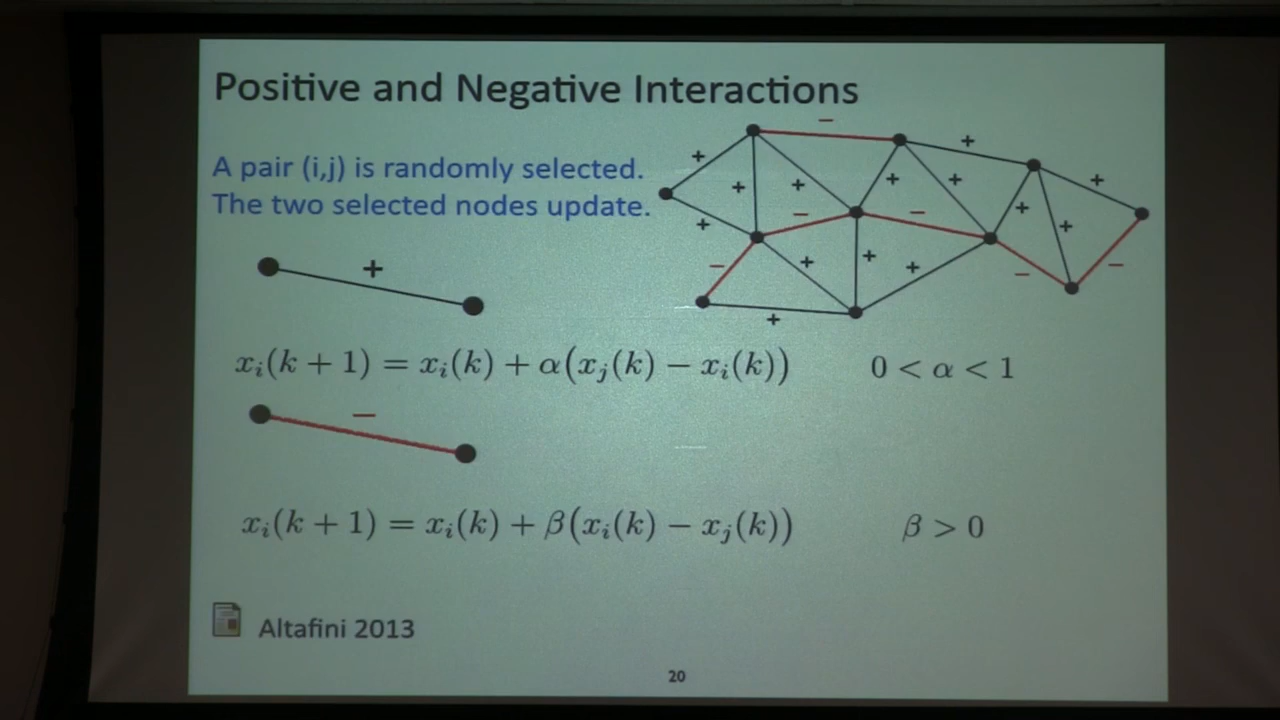 Positive and Negative Interactions
A pair (i,j) is randomly selected.
The two selected nodes update.
− + + + + + + + + − − + + + − + + + − − +
+
x_i(k + 1) = x_i(k) + α(x_j(k) − x_i(k))    0 < α < 1
−
x_i(k + 1) = x_i(k) + β(x_i(k) − x_j(k))    β > 0
Altafini 2013
20